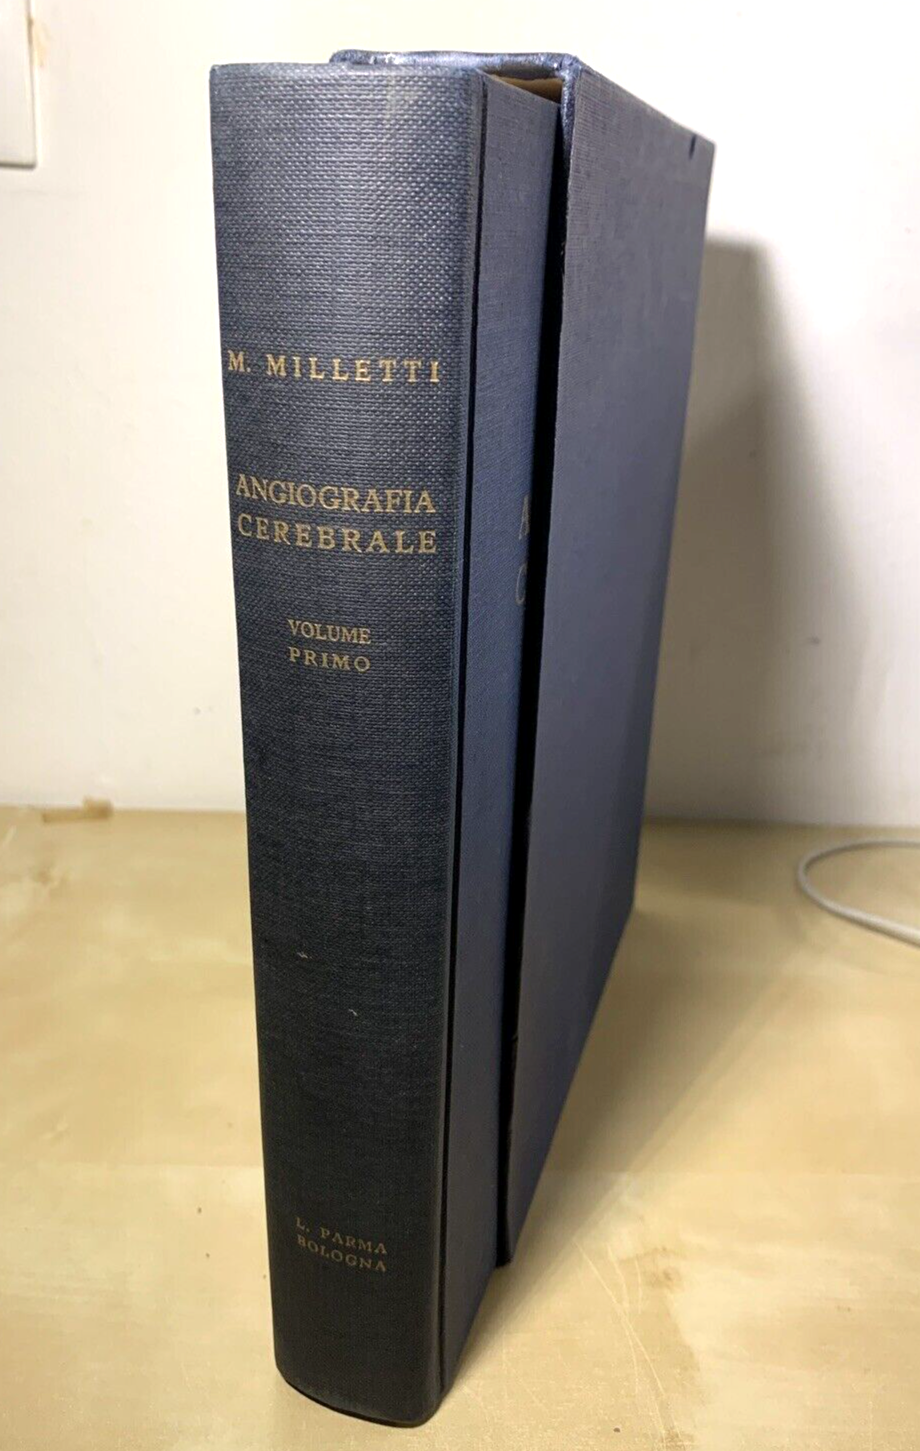 M. MILLETTI
ANGIOGRAFIA
CEREBRALE
VOLUME
PRIMO
L. PARMA
BOLOGNA
A
C